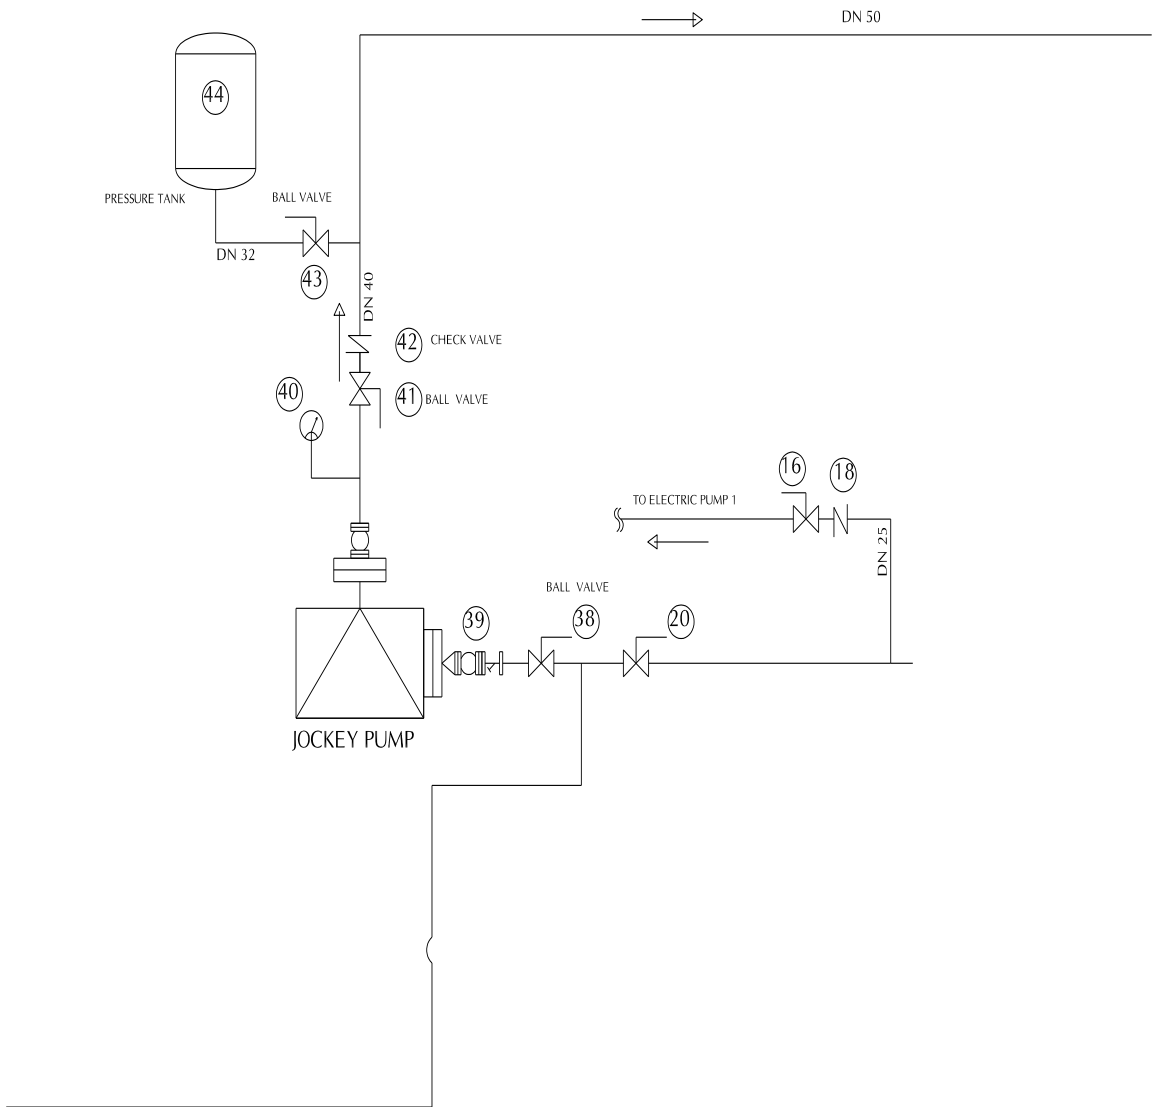 DN 50
44
PRESSURE TANK
BALL VALVE
DN 32
43
DN 40
42 CHECK VALVE
40
41 BALL VALVE
16
18
TO ELECTRIC PUMP 1
DN 25
BALL VALVE
39
38
20
JOCKEY PUMP